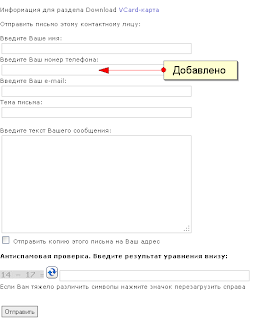 Информация для раздела Download VCard-карта
Отправить письмо этому контактному лицу:
Введите Ваше имя:
Введите Ваш номер телефона:
Добавлено
Введите Ваш e-mail:
Тема письма:
Введите текст Вашего сообщения:
Отправить копию этого письма на Ваш адрес
Антиспамовая проверка. Введите результат уравнения внизу:
14 - 17 =
Если Вам тяжело различить символы нажмите значок перезагрузить справа
Отправить